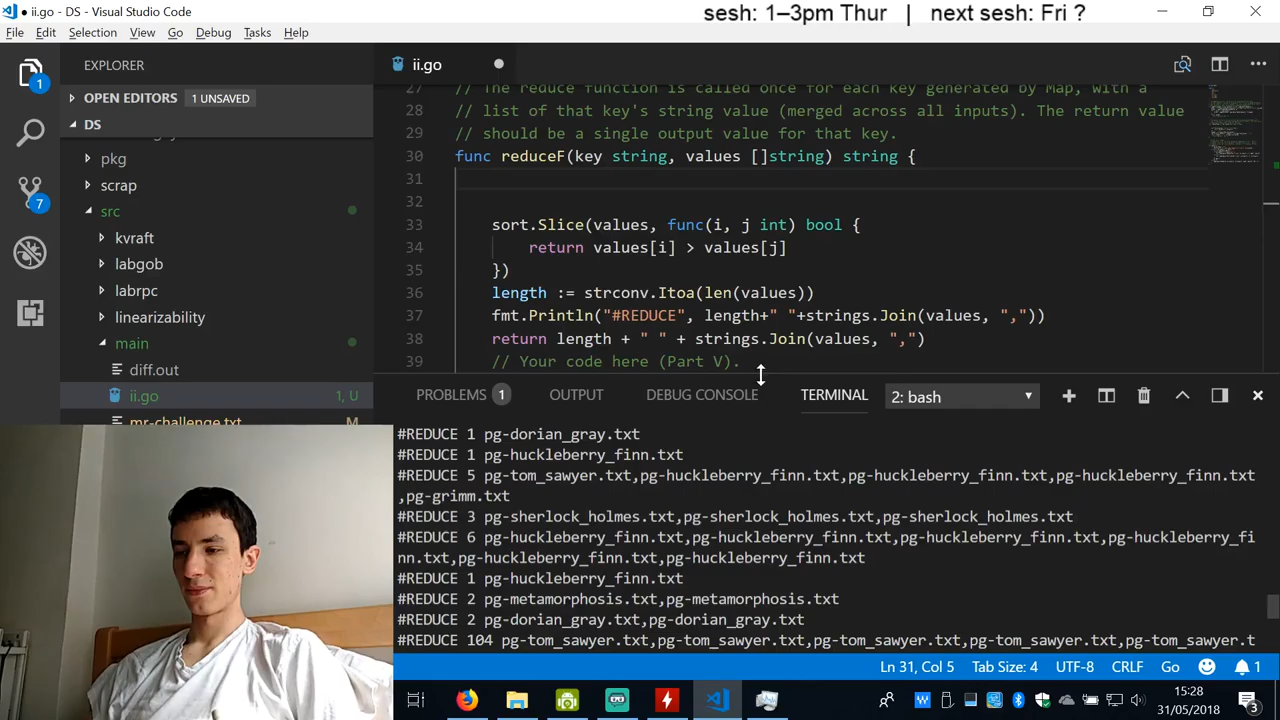 ii.go - DS - Visual Studio Code
sesh: 1–3pm Thur | next sesh: Fri ?
File Edit Selection View Go Debug Tasks Help
1
7
EXPLORER
OPEN EDITORS 1 UNSAVED
DS
pkg
scrap
src
kvraft
labgob
labrpc
linearizability
main
diff.out
ii.go 1, U
mr-challenge.txt M
ii.go
27 // The reduce function is called once for each key generated by Map, with a
28 // list of that key's string value (merged across all inputs). The return value
29 // should be a single output value for that key.
30 func reduceF(key string, values []string) string {
31
32
33 sort.Slice(values, func(i, j int) bool {
34 return values[i] > values[j]
35 })
36 length := strconv.Itoa(len(values))
37 fmt.Println("#REDUCE", length+" "+strings.Join(values, ","))
38 return length + " " + strings.Join(values, ",")
39 // Your code here (Part V).
PROBLEMS 1 OUTPUT DEBUG CONSOLE TERMINAL 2: bash
#REDUCE 1 pg-dorian_gray.txt
#REDUCE 1 pg-huckleberry_finn.txt
#REDUCE 5 pg-tom_sawyer.txt,pg-huckleberry_finn.txt,pg-huckleberry_finn.txt,pg-huckleberry_finn.txt
,pg-grimm.txt
#REDUCE 3 pg-sherlock_holmes.txt,pg-sherlock_holmes.txt,pg-sherlock_holmes.txt
#REDUCE 6 pg-huckleberry_finn.txt,pg-huckleberry_finn.txt,pg-huckleberry_finn.txt,pg-huckleberry_fi
nn.txt,pg-huckleberry_finn.txt,pg-huckleberry_finn.txt
#REDUCE 1 pg-huckleberry_finn.txt
#REDUCE 2 pg-metamorphosis.txt,pg-metamorphosis.txt
#REDUCE 2 pg-dorian_gray.txt,pg-dorian_gray.txt
#REDUCE 104 pg-tom_sawyer.txt,pg-tom_sawyer.txt,pg-tom_sawyer.txt,pg-tom_sawyer.txt,pg-tom_sawyer.t
Ln 31, Col 5 Tab Size: 4 UTF-8 CRLF Go 1
15:28
31/05/2018
3